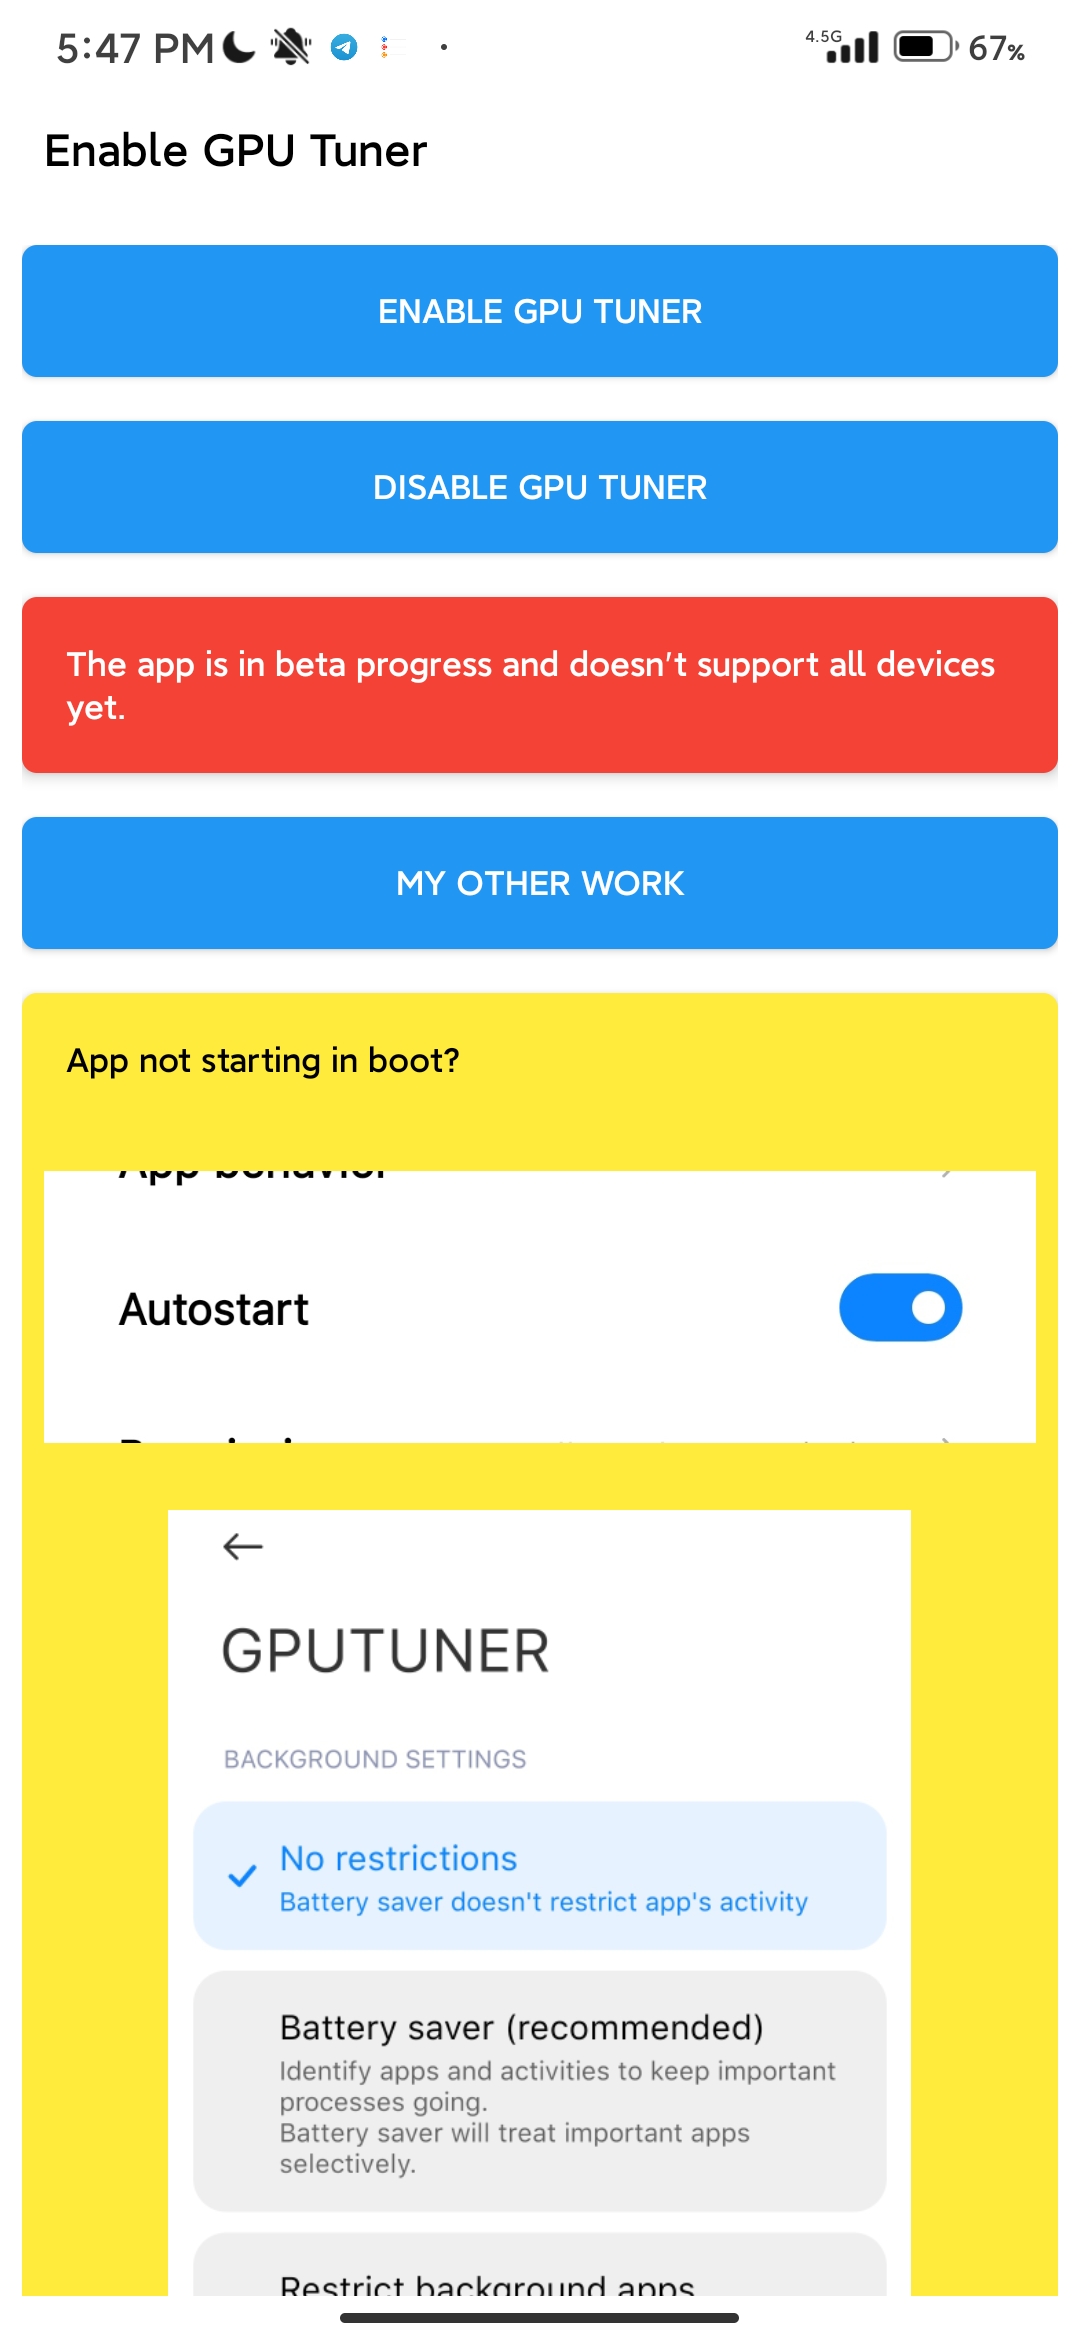 5:47 PM
4.5G
67%
Enable GPU Tuner
ENABLE GPU TUNER
DISABLE GPU TUNER
The app is in beta progress and doesn't support all devices
yet.
MY OTHER WORK
App not starting in boot?
App behavior
Autostart
GPUTUNER
BACKGROUND SETTINGS
No restrictions
Battery saver doesn't restrict app's activity
Battery saver (recommended)
Identify apps and activities to keep important
processes going.
Battery saver will treat important apps
selectively.
Restrict background apps